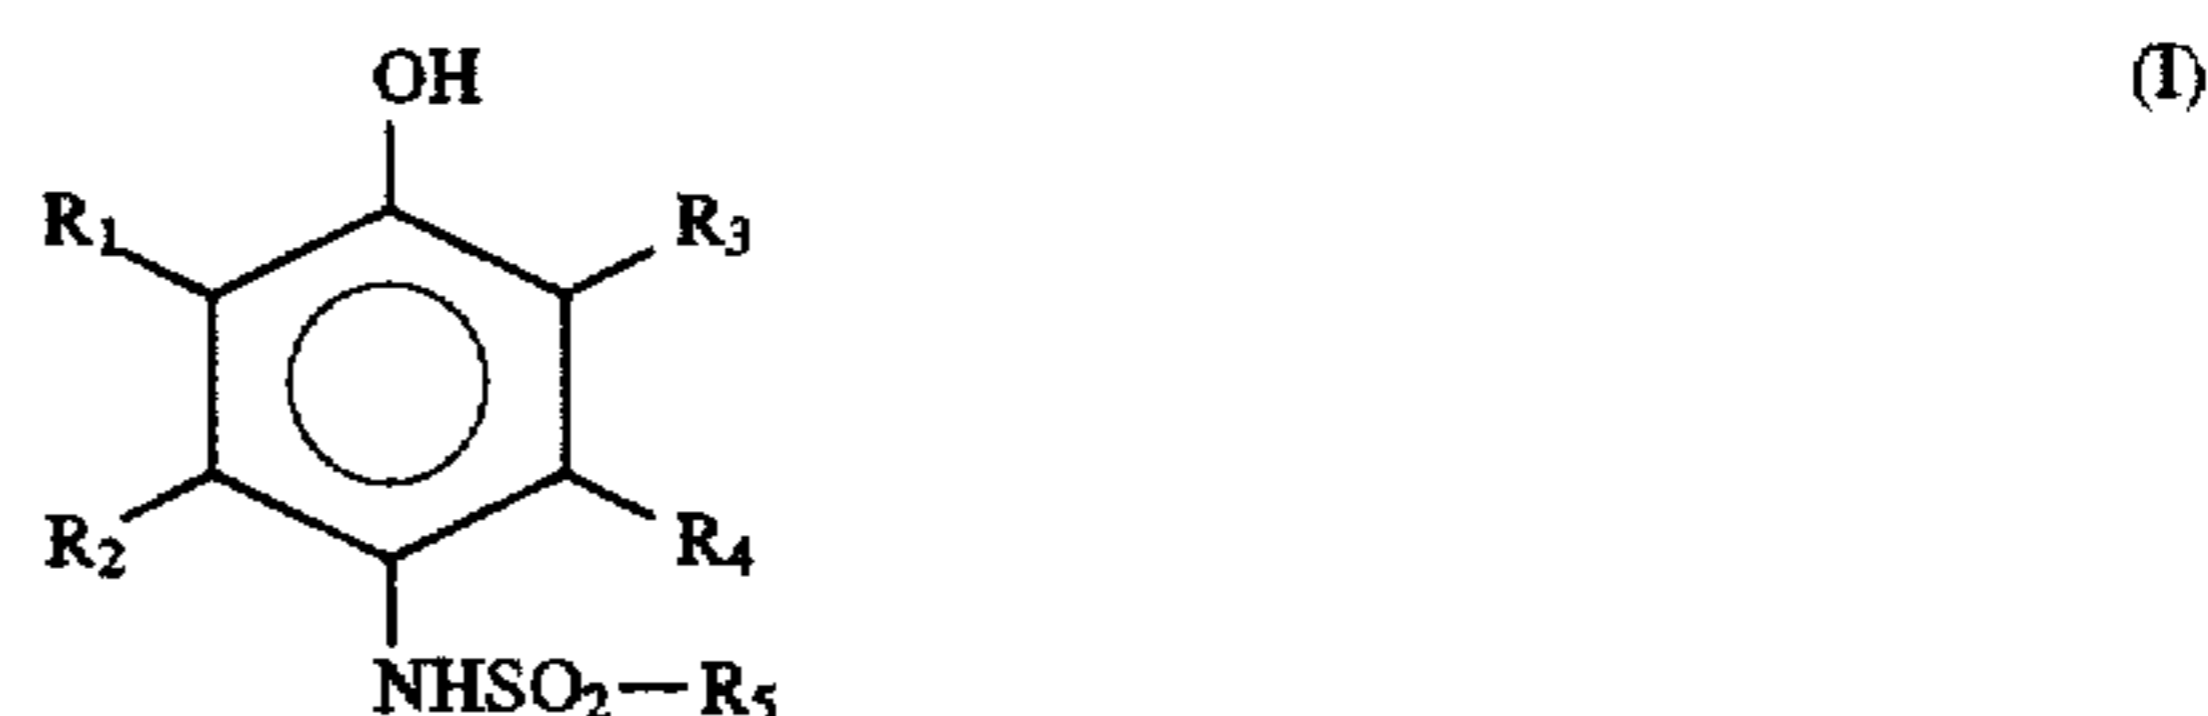 OH (I)
R1 R3
R2 R4
NHSO2—R5